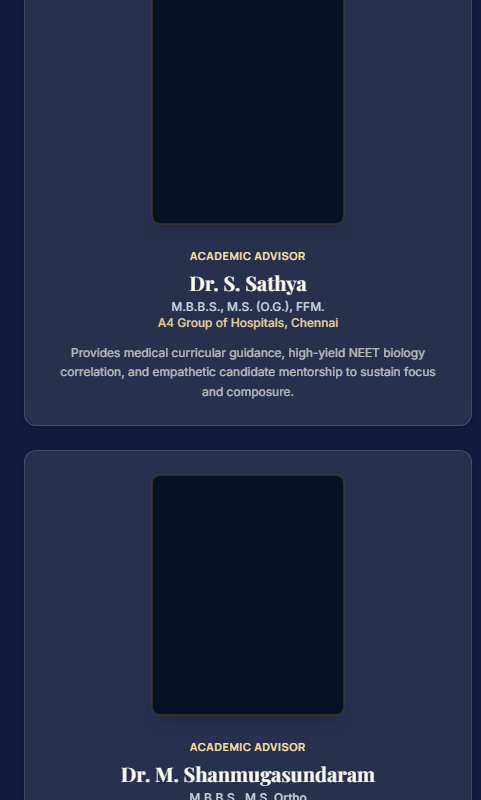 ACADEMIC ADVISOR
Dr. S. Sathya
M.B.B.S., M.S. (O.G.), FFM.
A4 Group of Hospitals, Chennai
Provides medical curricular guidance, high-yield NEET biology
correlation, and empathetic candidate mentorship to sustain focus
and composure.
ACADEMIC ADVISOR
Dr. M. Shanmugasundaram
M.B.B.S., M.S. Ortho